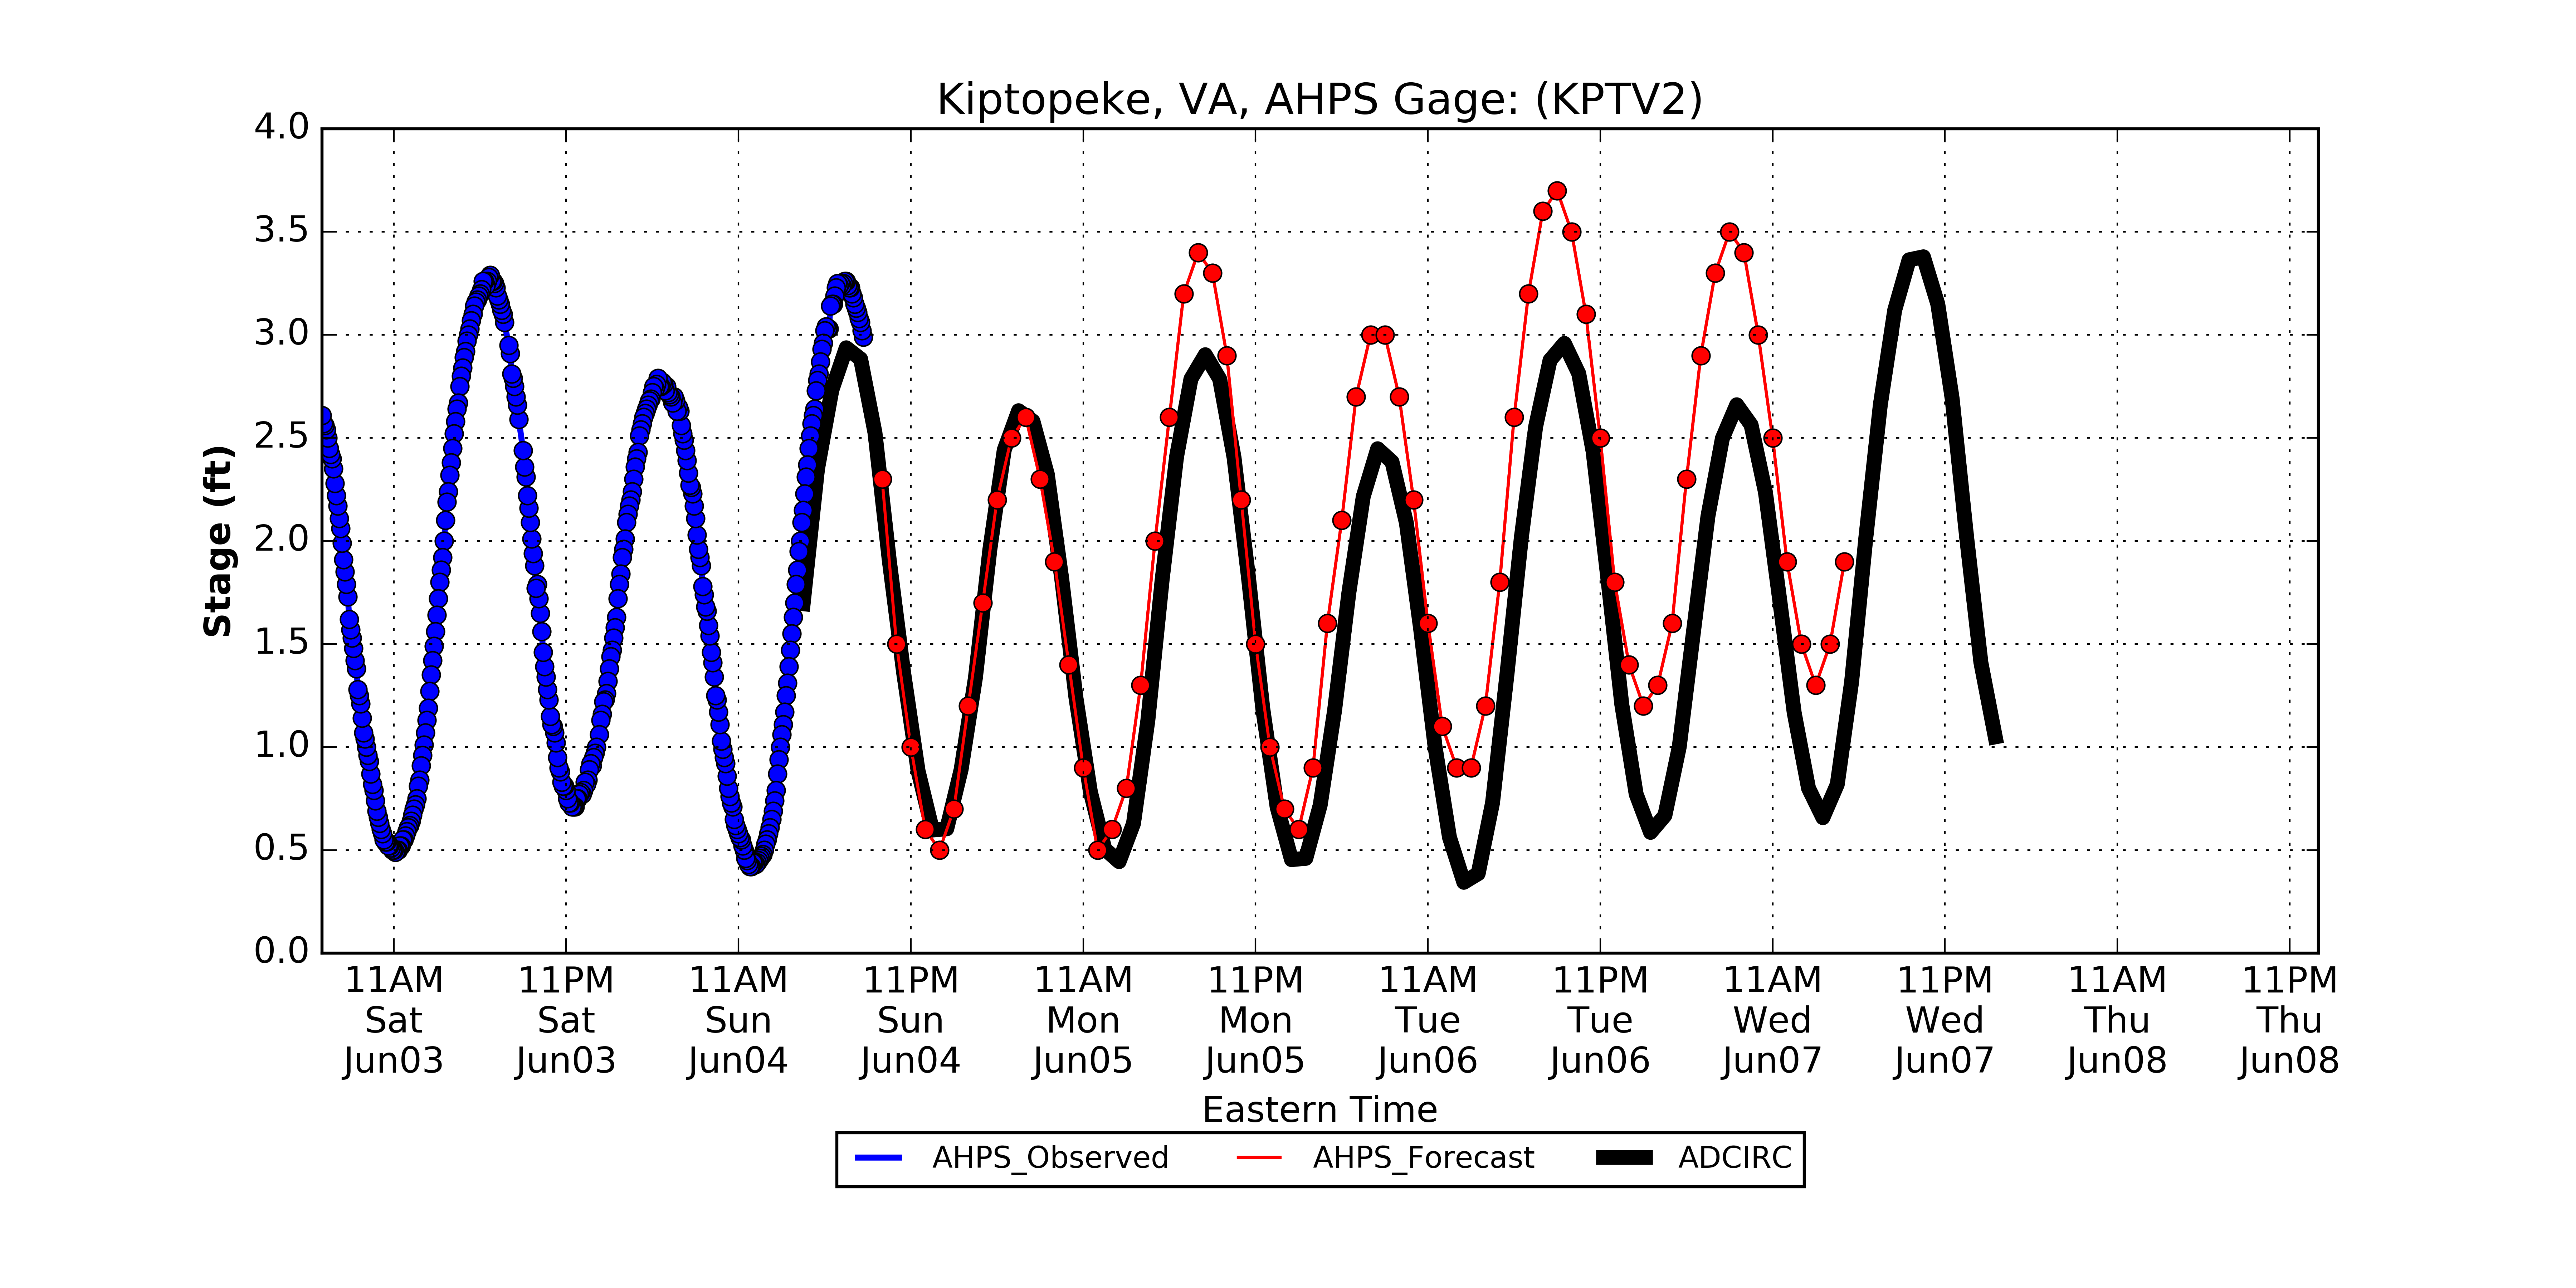 Kiptopeke, VA, AHPS Gage: (KPTV2)
4.0
3.5
3.0
2.5
2.0
1.5
1.0
0.5
0.0
Stage (ft)
11AM 11PM 11AM 11PM 11AM 11PM 11AM 11PM 11AM 11PM 11AM 11PM
Sat Sat Sun Sun Mon Mon Tue Tue Wed Wed Thu Thu
Jun03 Jun03 Jun04 Jun04 Jun05 Jun05 Jun06 Jun06 Jun07 Jun07 Jun08 Jun08
Eastern Time
AHPS_Observed AHPS_Forecast ADCIRC